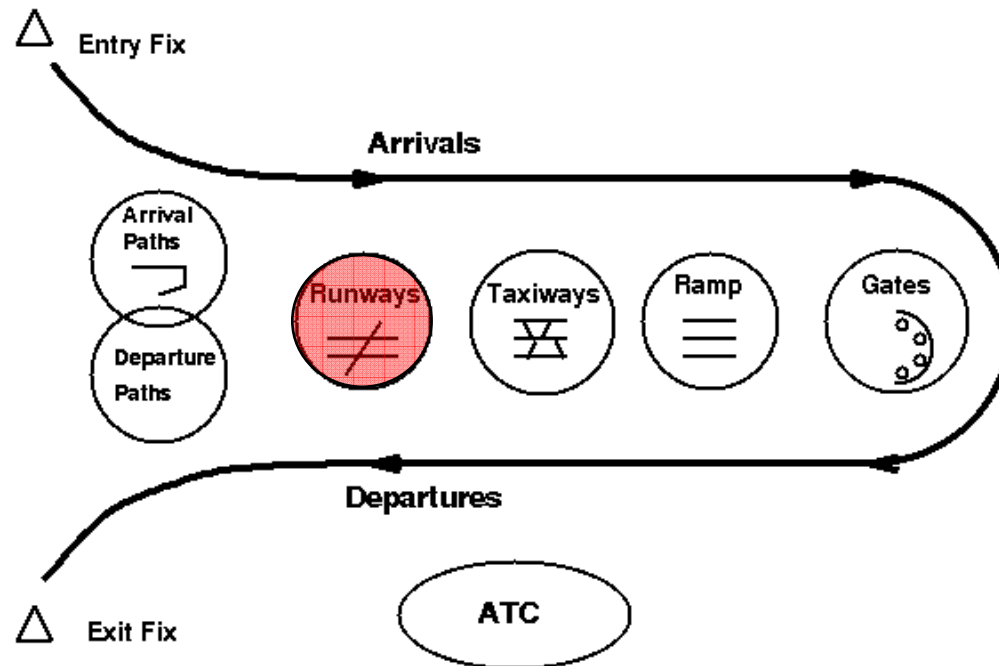 Entry Fix
Arrivals
Arrival
Paths
Departure
Paths
Runways
Taxiways
Ramp
Gates
Departures
ATC
Exit Fix